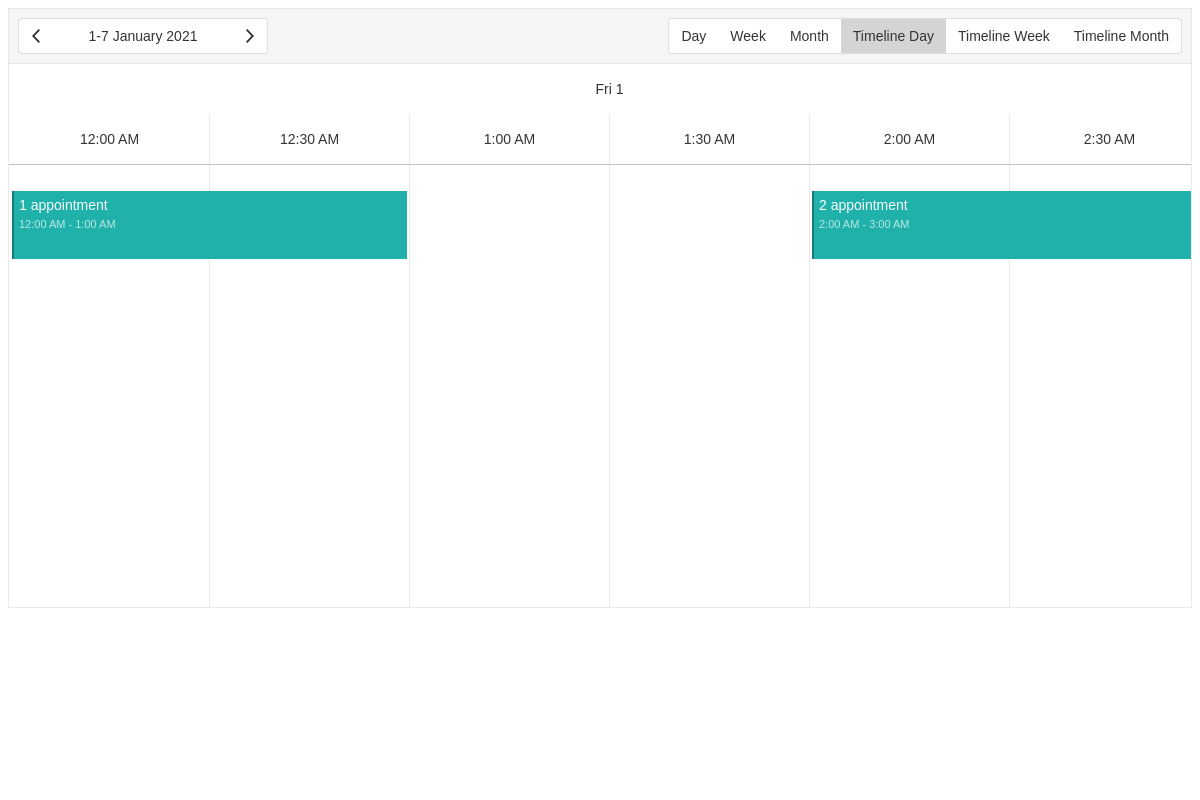 1-7 January 2021
Day Week Month Timeline Day Timeline Week Timeline Month
Fri 1
12:00 AM 12:30 AM 1:00 AM 1:30 AM 2:00 AM 2:30 AM
1 appointment 2 appointment
12:00 AM - 1:00 AM 2:00 AM - 3:00 AM